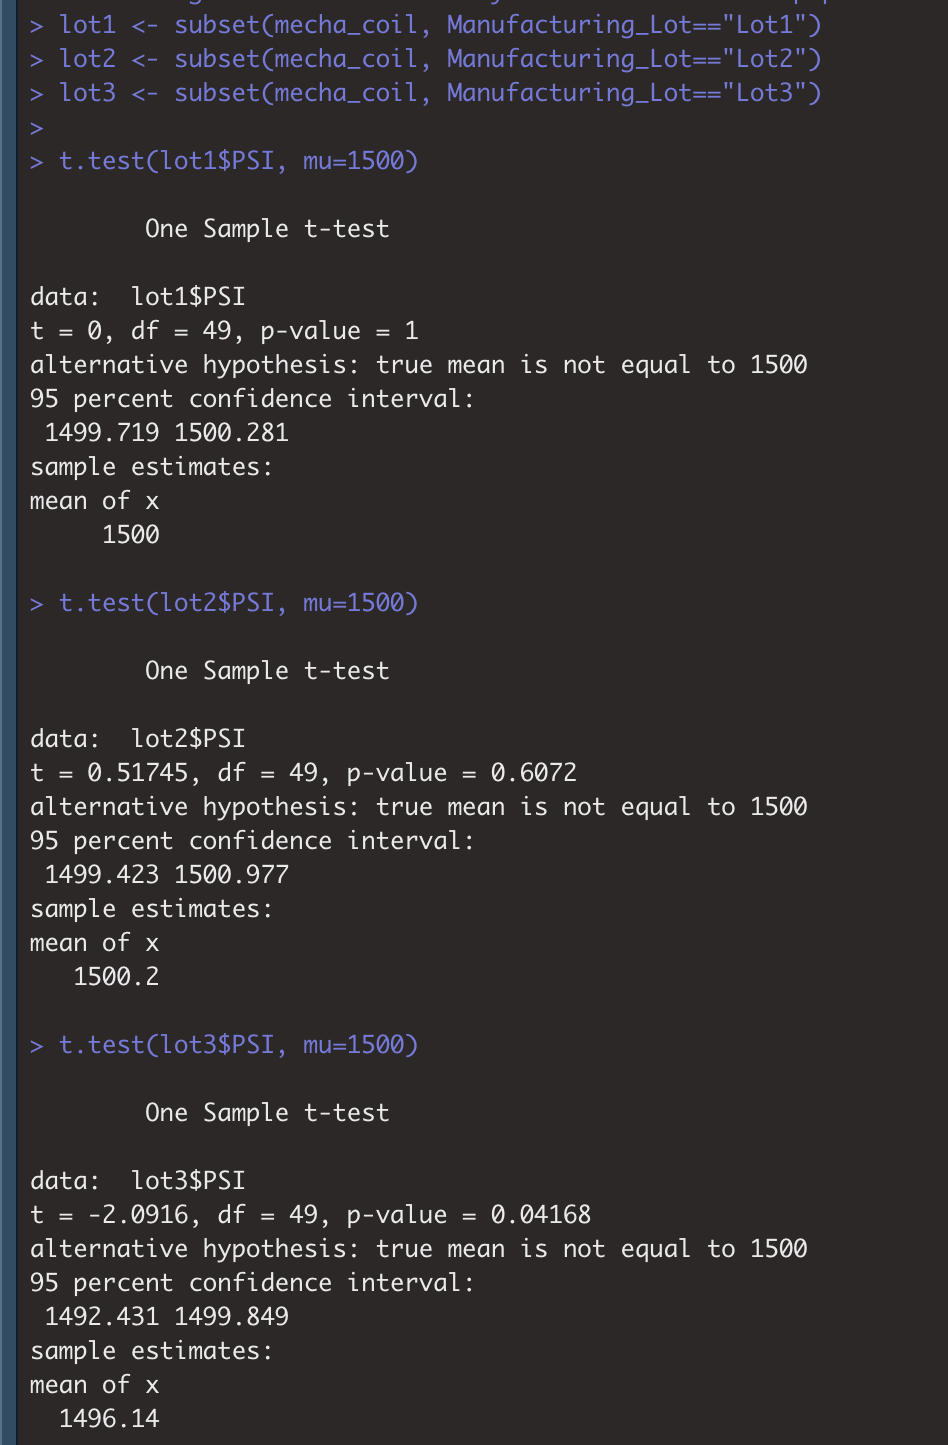 > lot1 <- subset(mecha_coil, Manufacturing_Lot=="Lot1")
> lot2 <- subset(mecha_coil, Manufacturing_Lot=="Lot2")
> lot3 <- subset(mecha_coil, Manufacturing_Lot=="Lot3")
>
> t.test(lot1$PSI, mu=1500)
One Sample t-test
data:  lot1$PSI
t = 0, df = 49, p-value = 1
alternative hypothesis: true mean is not equal to 1500
95 percent confidence interval:
1499.719 1500.281
sample estimates:
mean of x
1500
> t.test(lot2$PSI, mu=1500)
One Sample t-test
data:  lot2$PSI
t = 0.51745, df = 49, p-value = 0.6072
alternative hypothesis: true mean is not equal to 1500
95 percent confidence interval:
1499.423 1500.977
sample estimates:
mean of x
1500.2
> t.test(lot3$PSI, mu=1500)
One Sample t-test
data:  lot3$PSI
t = -2.0916, df = 49, p-value = 0.04168
alternative hypothesis: true mean is not equal to 1500
95 percent confidence interval:
1492.431 1499.849
sample estimates:
mean of x
1496.14